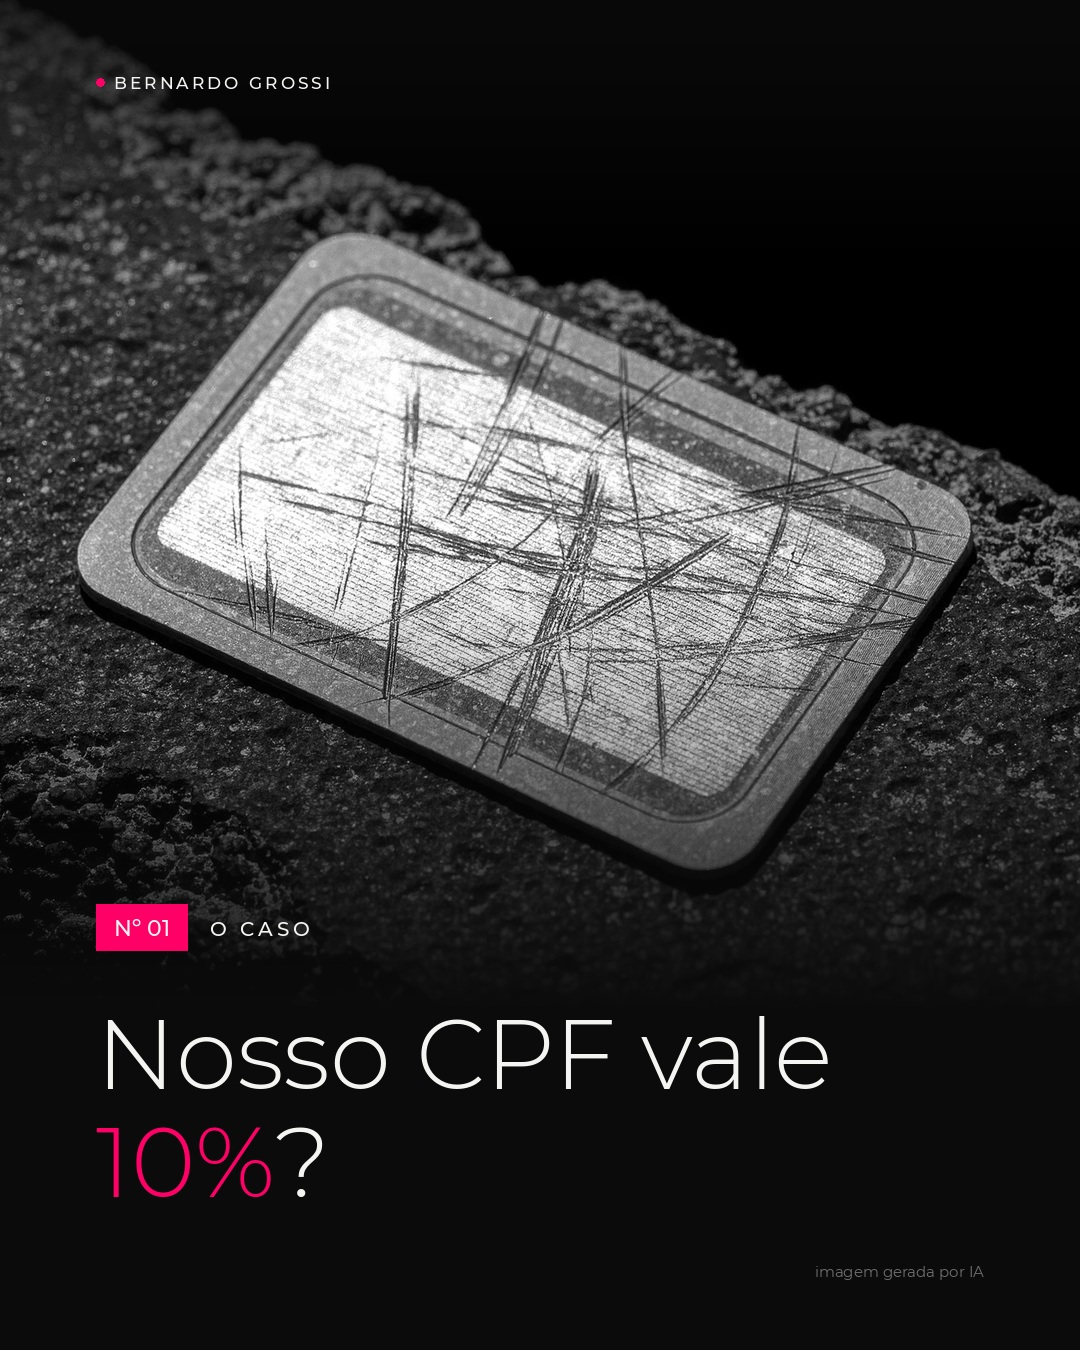 BERNARDO GROSSI
Nº 01 O CASO
Nosso CPF vale
10%?
imagem gerada por IA